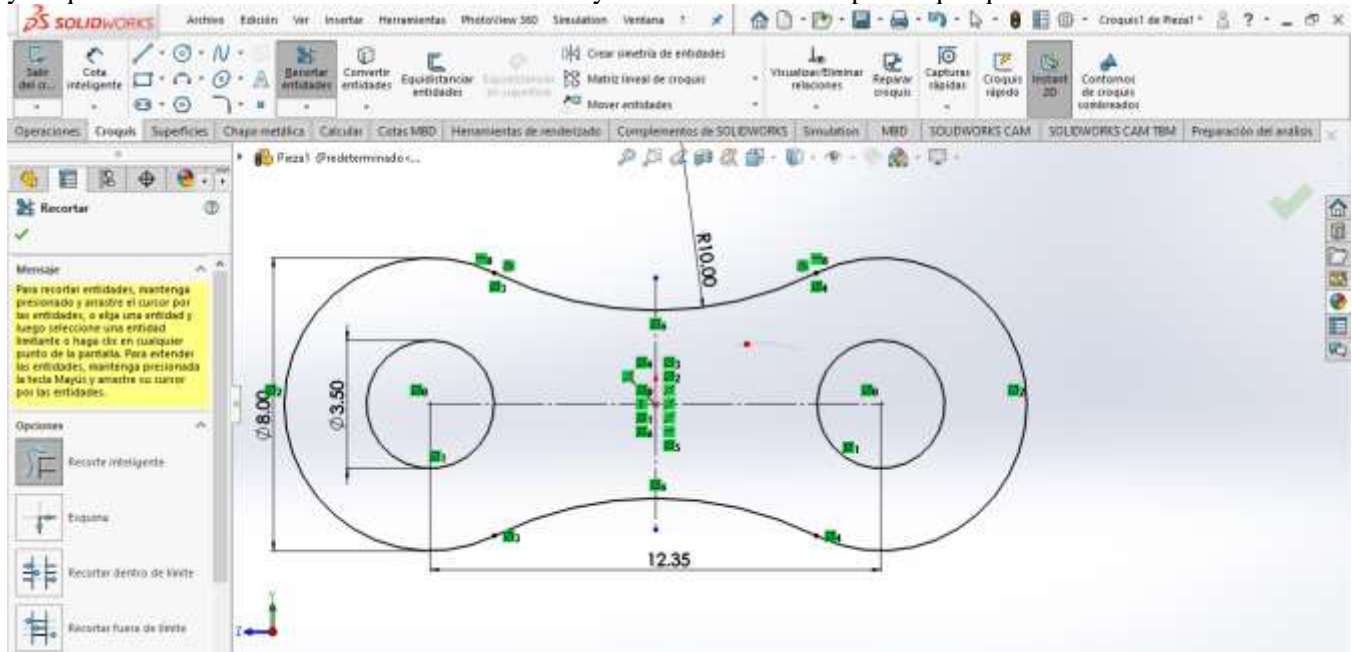 SOLIDWORKS
Archivo Edición Ver Insertar Herramientas PhotoView 360 Simulation Ventana ?
Croquis1 de Pieza1 *
Salir del cr...
Cota inteligente
Recortar entidades
Convertir entidades
Equidistanciar entidades
Crear simetría de entidades
Matriz lineal de croquis
Mover entidades
Visualizar/Eliminar relaciones
Reparar croquis
Capturas rápidas
Croquis rápido
Instant 2D
Contornos de croquis sombreados
Operaciones Croquis Superficies Chapa metálica Calcular Cotas MBD Herramientas de renderizado Complementos de SOLIDWORKS Simulation MBD SOLIDWORKS CAM SOLIDWORKS CAM TBM Preparación del análisis
Pieza1 (Predeterminado<...
Recortar
Mensaje
Para recortar entidades, mantenga
presionado y arrastre el cursor por
las entidades, o elija una entidad y
luego seleccione una entidad
limitante o haga clic en cualquier
punto de la pantalla. Para extender
las entidades, mantenga presionada
la tecla Mayús y arrastre su cursor
por las entidades.
Opciones
Recorte inteligente
Esquina
Recortar dentro de límite
Recortar fuera de límite
R10.00
Ø8.00
Ø3.50
12.35
Y
Z